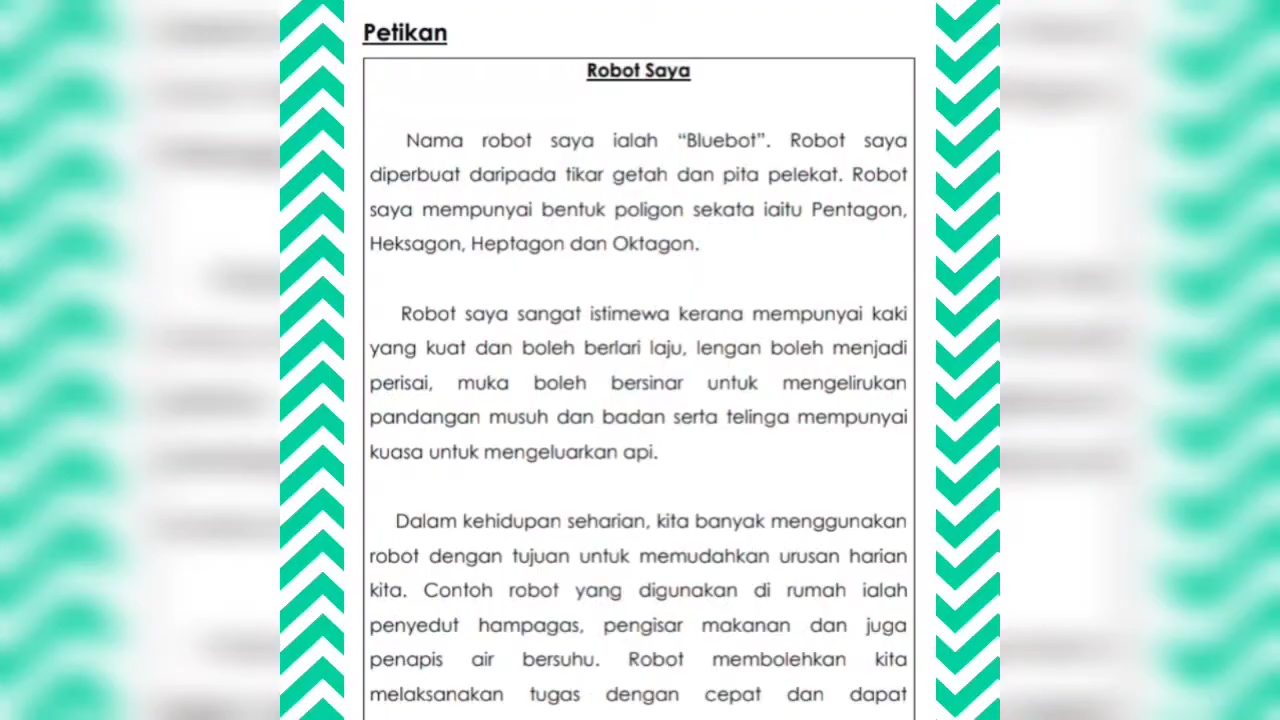 Petikan
Robot Saya
Nama robot saya ialah “Bluebot”. Robot saya
diperbuat daripada tikar getah dan pita pelekat. Robot
saya mempunyai bentuk poligon sekata iaitu Pentagon,
Heksagon, Heptagon dan Oktagon.
Robot saya sangat istimewa kerana mempunyai kaki
yang kuat dan boleh berlari laju, lengan boleh menjadi
perisai, muka boleh bersinar untuk mengelirukan
pandangan musuh dan badan serta telinga mempunyai
kuasa untuk mengeluarkan api.
Dalam kehidupan seharian, kita banyak menggunakan
robot dengan tujuan untuk memudahkan urusan harian
kita. Contoh robot yang digunakan di rumah ialah
penyedut hampagas, pengisar makanan dan juga
penapis air bersuhu. Robot membolehkan kita
melaksanakan tugas dengan cepat dan dapat